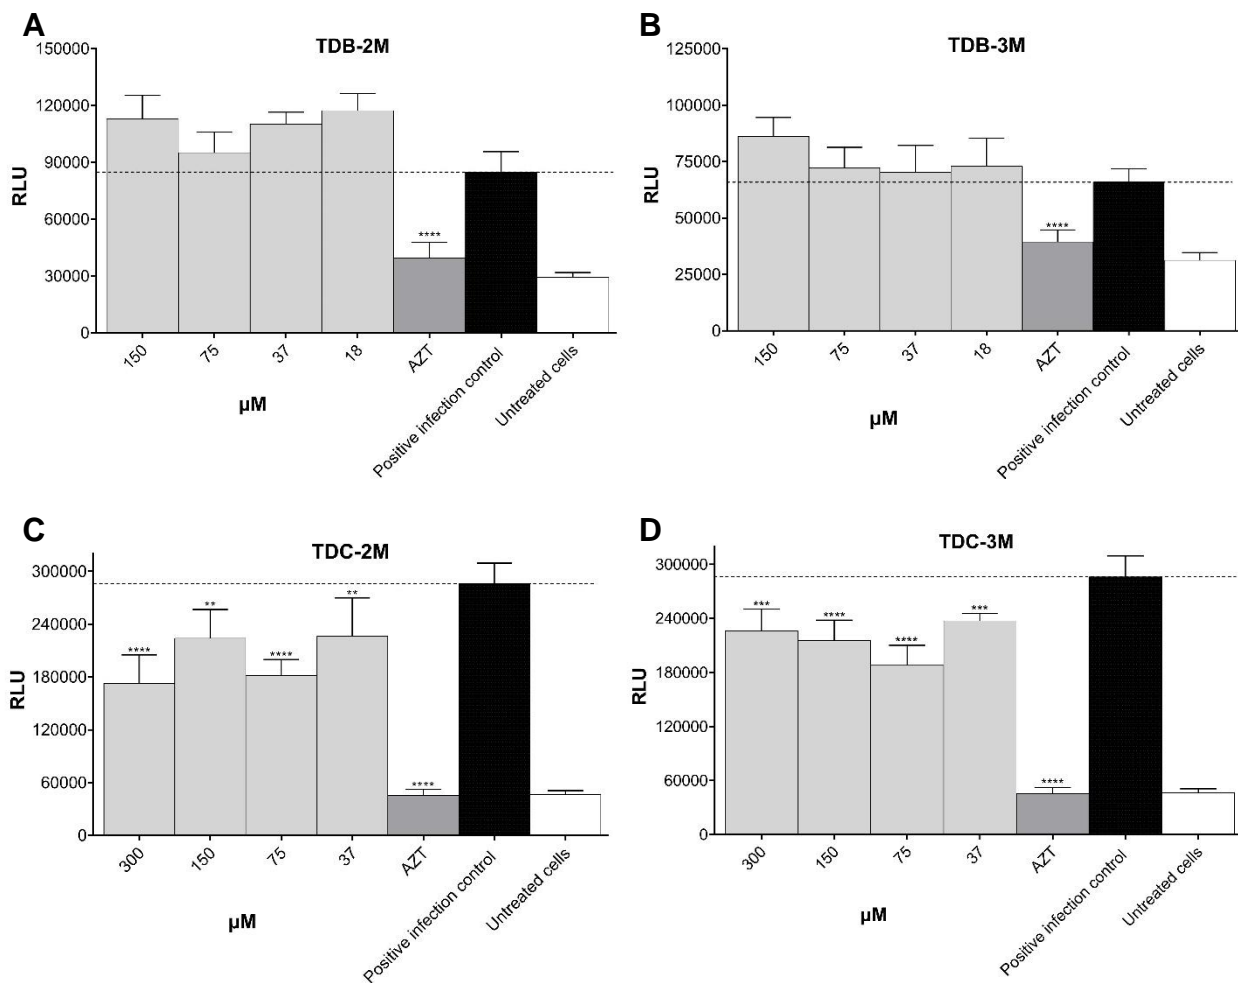 A
TDB-2M
RLU
150000
120000
90000
60000
30000
0
****
150
75
37
18
AZT
Positive infection control
Untreated cells
µM
B
TDB-3M
RLU
125000
100000
75000
50000
25000
0
****
150
75
37
18
AZT
Positive infection control
Untreated cells
µM
C
TDC-2M
RLU
300000
240000
180000
120000
60000
0
****
**
****
**
****
300
150
75
37
AZT
Positive infection control
Untreated cells
µM
D
TDC-3M
RLU
300000
240000
180000
120000
60000
0
***
****
****
***
****
300
150
75
37
AZT
Positive infection control
Untreated cells
µM